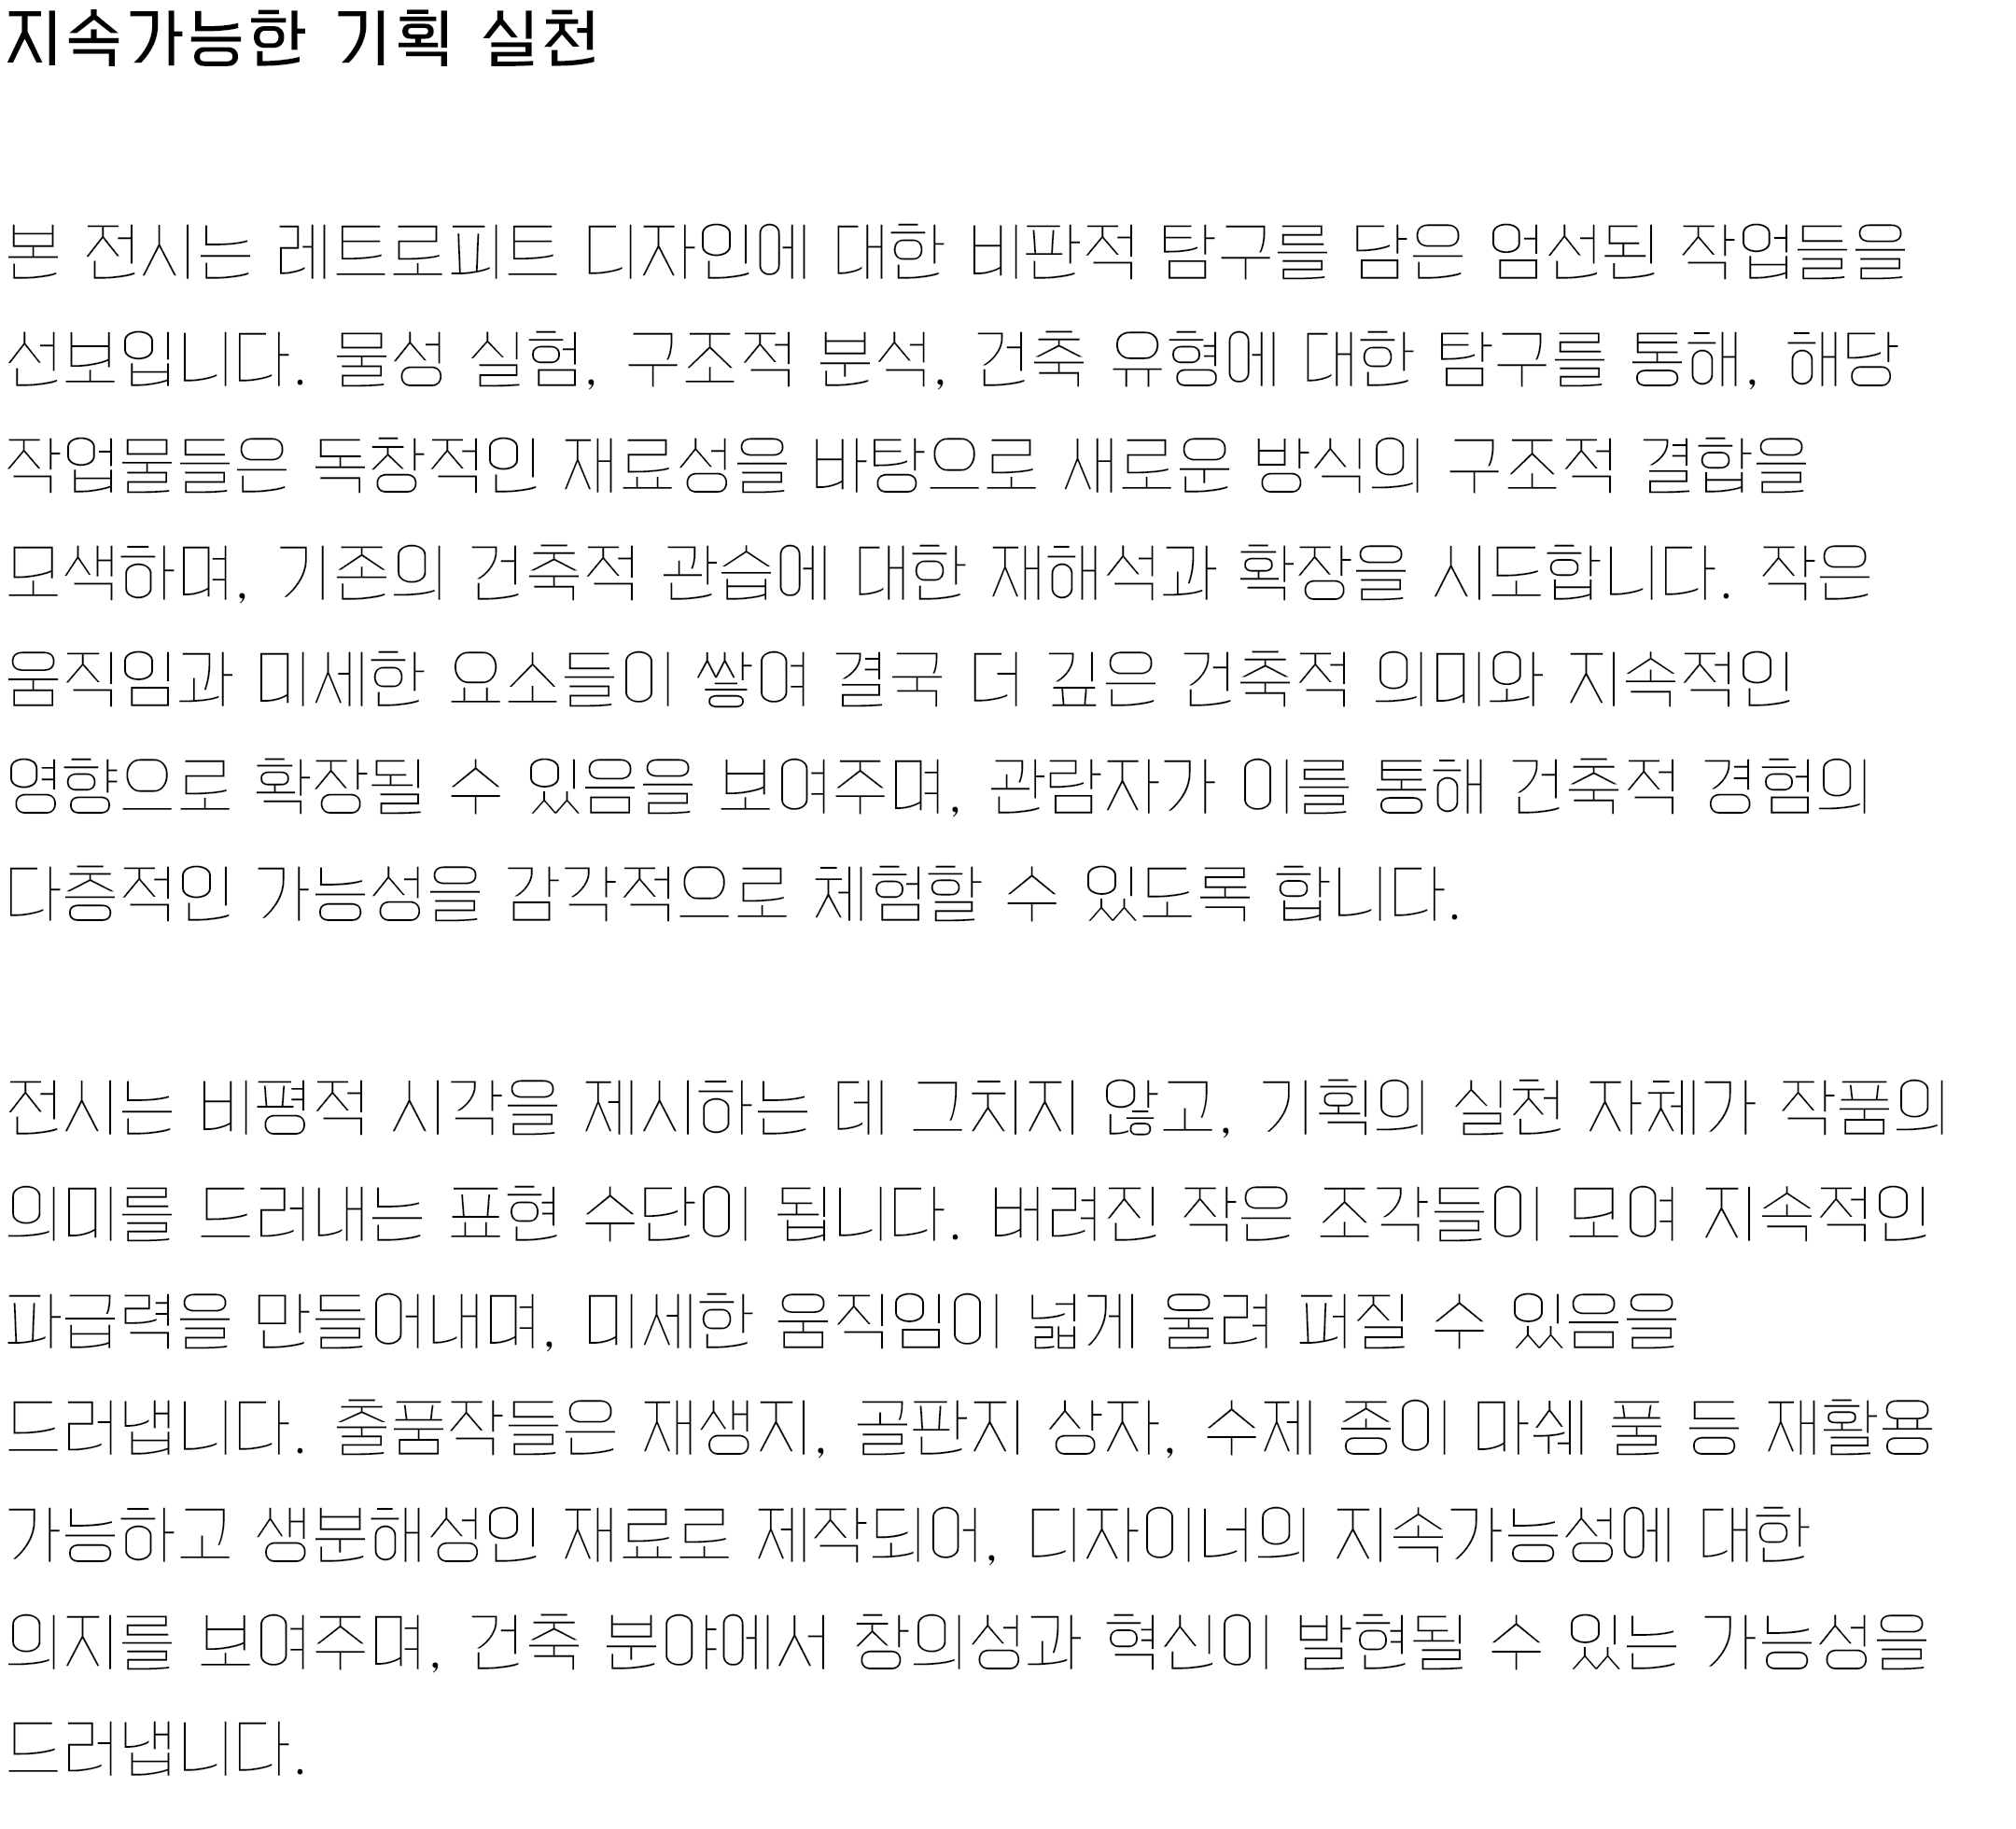 지속가능한 기획 실천
본 전시는 레트로피트 디자인에 대한 비판적 탐구를 담은 엄선된 작업들을
선보입니다. 물성 실험, 구조적 분석, 건축 유형에 대한 탐구를 통해, 해당
작업물들은 독창적인 재료성을 바탕으로 새로운 방식의 구조적 결합을
모색하며, 기존의 건축적 관습에 대한 재해석과 확장을 시도합니다. 작은
움직임과 미세한 요소들이 쌓여 결국 더 깊은 건축적 의미와 지속적인
영향으로 확장될 수 있음을 보여주며, 관람자가 이를 통해 건축적 경험의
다층적인 가능성을 감각적으로 체험할 수 있도록 합니다.
전시는 비평적 시각을 제시하는 데 그치지 않고, 기획의 실천 자체가 작품의
의미를 드러내는 표현 수단이 됩니다. 버려진 작은 조각들이 모여 지속적인
파급력을 만들어내며, 미세한 움직임이 넓게 울려 퍼질 수 있음을
드러냅니다. 출품작들은 재생지, 골판지 상자, 수제 종이 마쉐 풀 등 재활용
가능하고 생분해성인 재료로 제작되어, 디자이너의 지속가능성에 대한
의지를 보여주며, 건축 분야에서 창의성과 혁신이 발현될 수 있는 가능성을
드러냅니다.